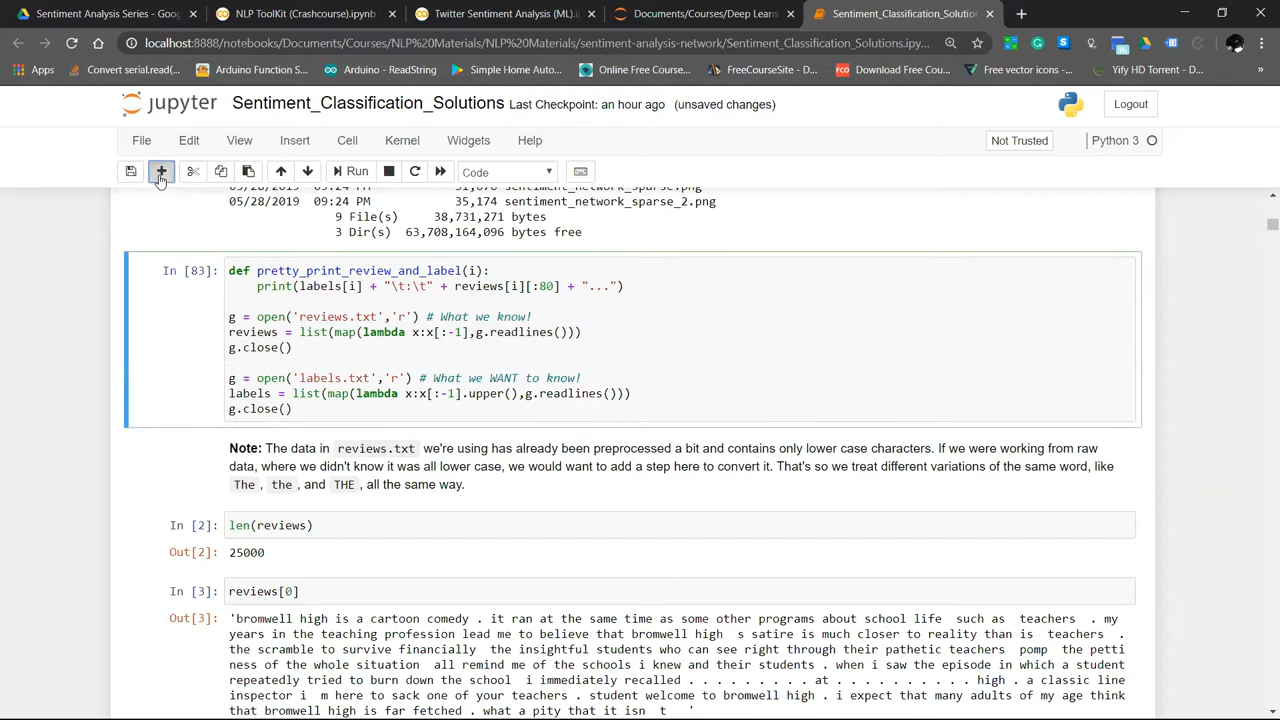 Sentiment Analysis Series - Goog
NLP ToolKit (Crashcourse).ipynb
Twitter Sentiment Analysis (ML).i
Documents/Courses/Deep Learni
Sentiment_Classification_Solution
localhost:8888/notebooks/Documents/Courses/NLP%20Materials/NLP%20Materials/sentiment-analysis-network/Sentiment_Classification_Solutions.ipy...
Apps
Convert serial.read(...
Arduino Function S...
Arduino - ReadString
Simple Home Auto...
Online Free Course...
FreeCourseSite - D...
Download Free Cou...
Free vector icons -...
Yify HD Torrent - D...
jupyter
Sentiment_Classification_Solutions
Last Checkpoint: an hour ago (unsaved changes)
Logout
File
Edit
View
Insert
Cell
Kernel
Widgets
Help
Not Trusted
Python 3
Run
Code
05/28/2019 09:24 PM 31,070 sentiment_network_sparse.png
05/28/2019 09:24 PM 35,174 sentiment_network_sparse_2.png
9 File(s) 38,731,271 bytes
3 Dir(s) 63,708,164,096 bytes free
In [83]:
def pretty_print_review_and_label(i):
print(labels[i] + "\t:\t" + reviews[i][:80] + "...")
g = open('reviews.txt','r') # What we know!
reviews = list(map(lambda x:x[:-1],g.readlines()))
g.close()
g = open('labels.txt','r') # What we WANT to know!
labels = list(map(lambda x:x[:-1].upper(),g.readlines()))
g.close()
Note: The data in reviews.txt we're using has already been preprocessed a bit and contains only lower case characters. If we were working from raw
data, where we didn't know it was all lower case, we would want to add a step here to convert it. That's so we treat different variations of the same word, like
The , the , and THE , all the same way.
In [2]:
len(reviews)
Out[2]:
25000
In [3]:
reviews[0]
Out[3]:
'bromwell high is a cartoon comedy . it ran at the same time as some other programs about school life such as teachers . my
years in the teaching profession lead me to believe that bromwell high s satire is much closer to reality than is teachers .
the scramble to survive financially the insightful students who can see right through their pathetic teachers pomp the petti
ness of the whole situation all remind me of the schools i knew and their students . when i saw the episode in which a student
repeatedly tried to burn down the school i immediately recalled . . . . . . . . . at . . . . . . . . . . high . a classic line
inspector i m here to sack one of your teachers . student welcome to bromwell high . i expect that many adults of my age think
that bromwell high is far fetched . what a pity that it isn t '